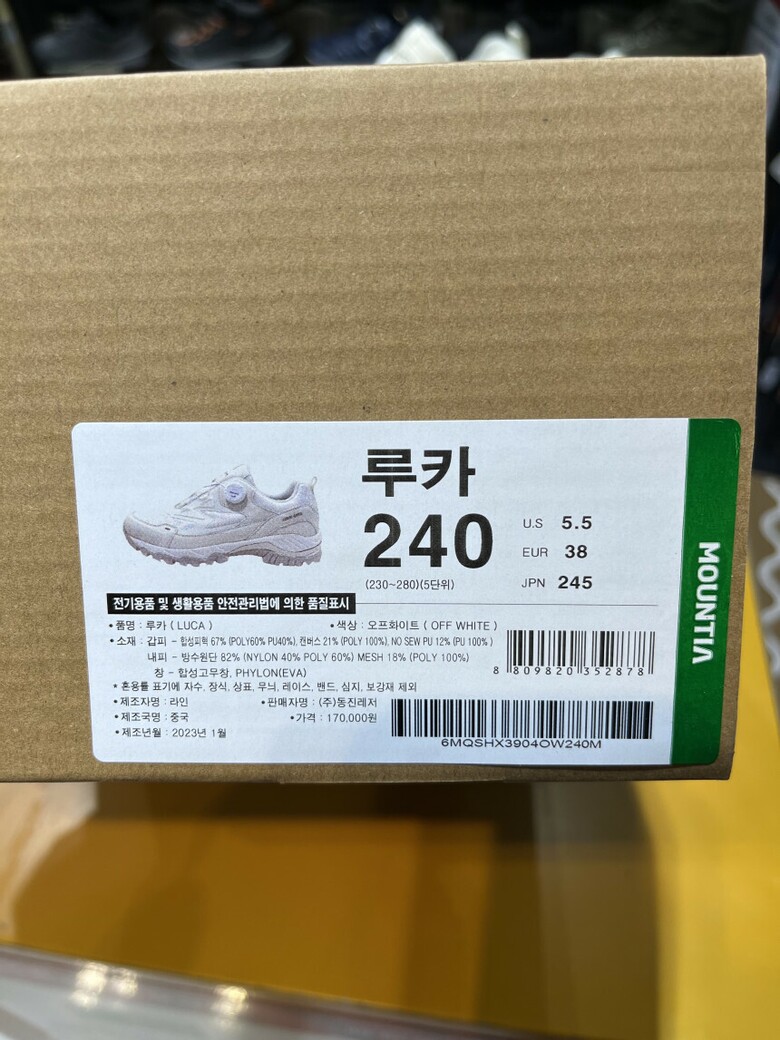 루카
240
(230~280)(5단위)
U.S 5.5
EUR 38
JPN 245
MOUNTIA
전기용품 및 생활용품 안전관리법에 의한 품질표시
• 품명 : 루카 ( LUCA )
• 색상 : 오프화이트 ( OFF WHITE )
• 소재 : 갑피 - 합성피혁 67% (POLY60% PU40%), 캔버스 21% (POLY 100%), NO SEW PU 12% (PU 100% )
내피 - 방수원단 82% (NYLON 40% POLY 60%) MESH 18% (POLY 100%)
창 - 합성고무창, PHYLON(EVA)
* 혼용률 표기에 자수, 장식, 상표, 무늬, 레이스, 밴드, 심지, 보강재 제외
• 제조자명 : 라인
• 판매자명 : (주)동진레저
• 제조국명 : 중국
• 가격 : 170,000원
• 제조년월 : 2023년 1월
8 809820 352878
6MQSHX3904OW240M